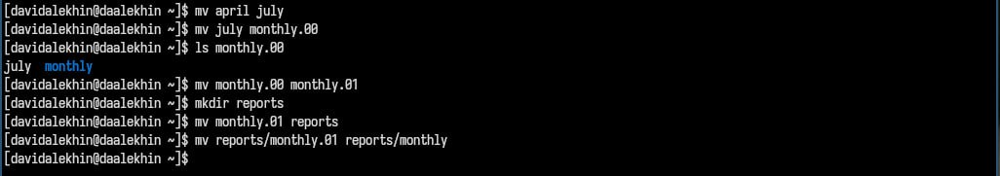 [davidalekhin@daalekhin ~]$ mv april july
[davidalekhin@daalekhin ~]$ mv july monthly.00
[davidalekhin@daalekhin ~]$ ls monthly.00
july  monthly
[davidalekhin@daalekhin ~]$ mv monthly.00 monthly.01
[davidalekhin@daalekhin ~]$ mkdir reports
[davidalekhin@daalekhin ~]$ mv monthly.01 reports
[davidalekhin@daalekhin ~]$ mv reports/monthly.01 reports/monthly
[davidalekhin@daalekhin ~]$